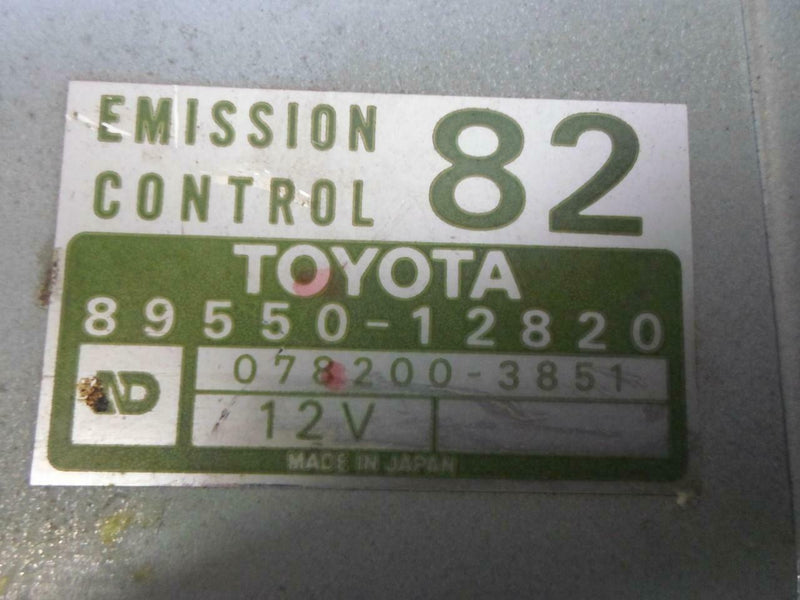 EMISSION
CONTROL
82
TOYOTA
89550-12820
ND
078200-3851
12V
MADE IN JAPAN